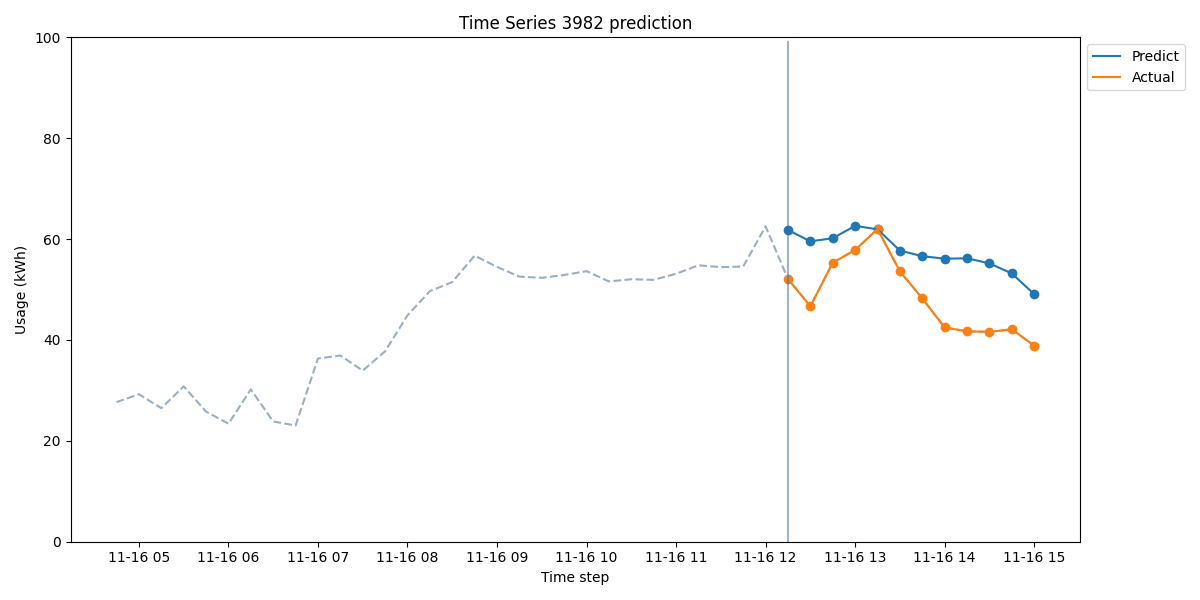 Time Series 3982 prediction
Predict
Actual
Usage (kWh)
100
80
60
40
20
0
11-16 05 11-16 06 11-16 07 11-16 08 11-16 09 11-16 10 11-16 11 11-16 12 11-16 13 11-16 14 11-16 15
Time step